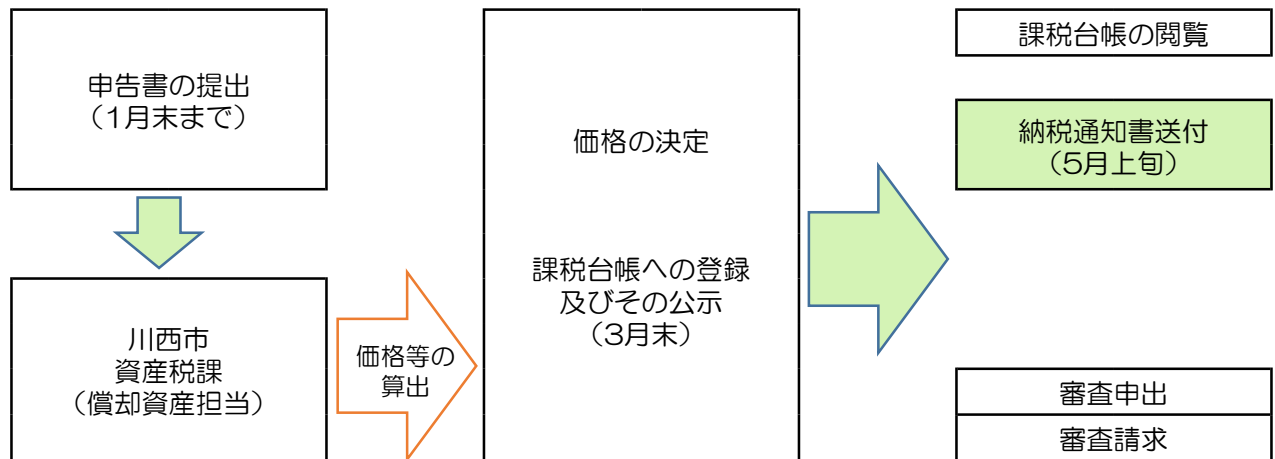 申告書の提出
（1月末まで）
川西市
資産税課
（償却資産担当）
価格等の
算出
価格の決定
課税台帳への登録
及びその公示
（3月末）
課税台帳の閲覧
納税通知書送付
（5月上旬）
審査申出
審査請求